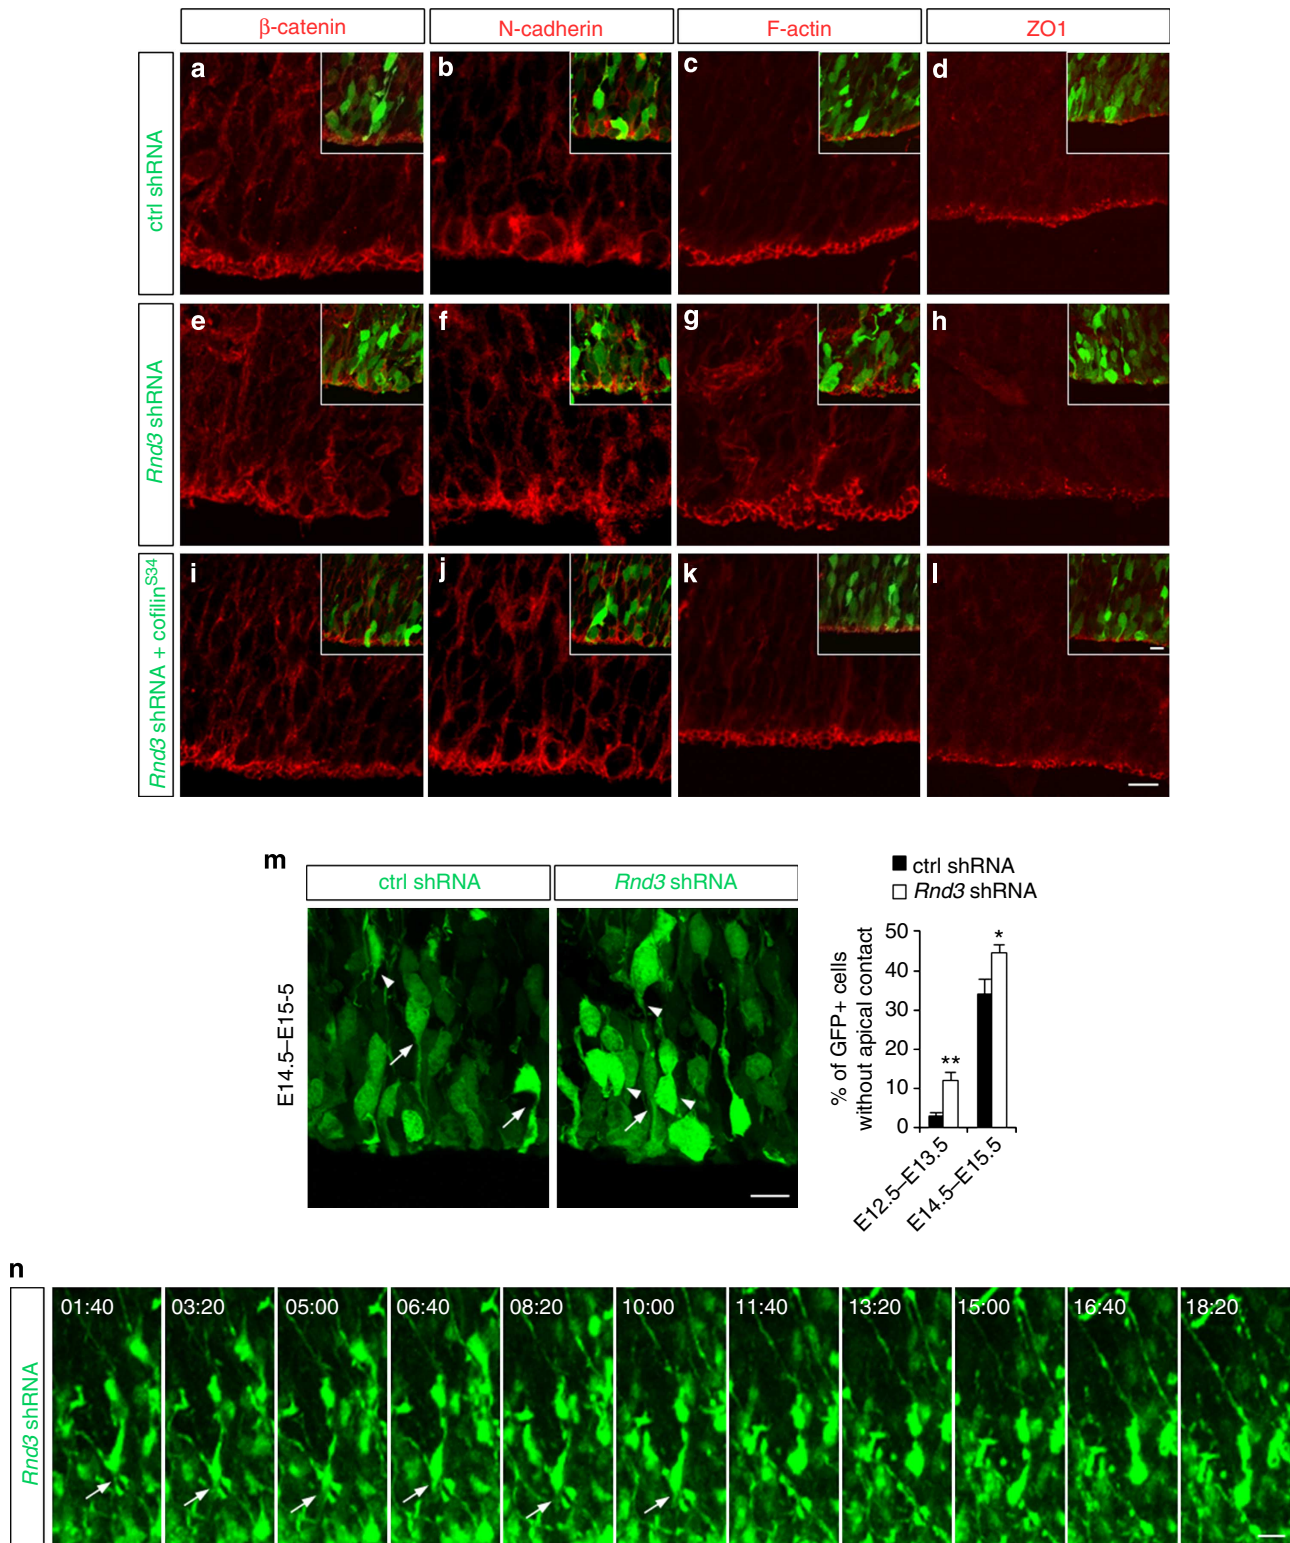 β-catenin
N-cadherin
F-actin
ZO1
ctrl shRNA
a
b
c
d
Rnd3 shRNA
e
f
g
h
Rnd3 shRNA + cofilinS34
i
j
k
l
m
ctrl shRNA
Rnd3 shRNA
E14.5–E15-5
ctrl shRNA
Rnd3 shRNA
% of GFP+ cells
without apical contact
50
40
30
20
10
0
**
*
E12.5–E13.5
E14.5–E15.5
n
Rnd3 shRNA
01:40
03:20
05:00
06:40
08:20
10:00
11:40
13:20
15:00
16:40
18:20